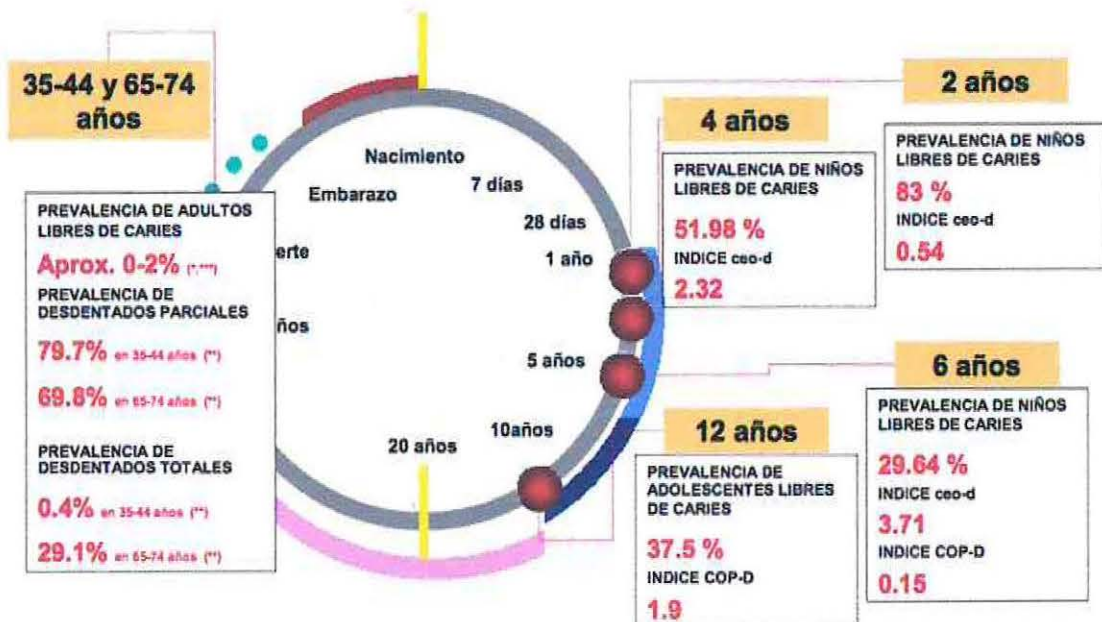 35-44 y 65-74
años
PREVALENCIA DE ADULTOS
LIBRES DE CARIES
Aprox. 0-2% (*,***)
PREVALENCIA DE
DESDENTADOS PARCIALES
79.7% en 35-44 años (**)
69.8% en 65-74 años (**)
PREVALENCIA DE
DESDENTADOS TOTALES
0.4% en 35-44 años (**)
29.1% en 65-74 años (**)
Nacimiento
Embarazo
7 días
28 días
1 año
5 años
10años
20 años
erte
ños
4 años
PREVALENCIA DE NIÑOS
LIBRES DE CARIES
51.98 %
INDICE ceo-d
2.32
2 años
PREVALENCIA DE NIÑOS
LIBRES DE CARIES
83 %
INDICE ceo-d
0.54
6 años
PREVALENCIA DE NIÑOS
LIBRES DE CARIES
29.64 %
INDICE ceo-d
3.71
INDICE COP-D
0.15
12 años
PREVALENCIA DE
ADOLESCENTES LIBRES
DE CARIES
37.5 %
INDICE COP-D
1.9